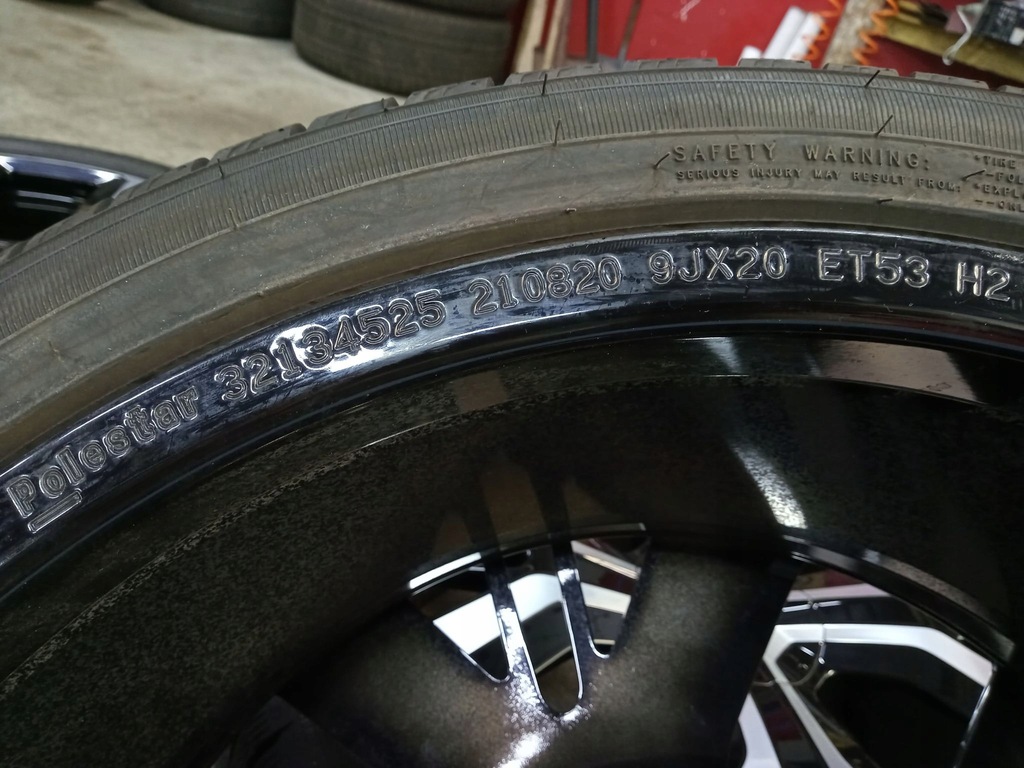 SAFETY WARNING:
SERIOUS INJURY MAY RESULT FROM:
Polestar 32134525 210820 9JX20 ET53 H2